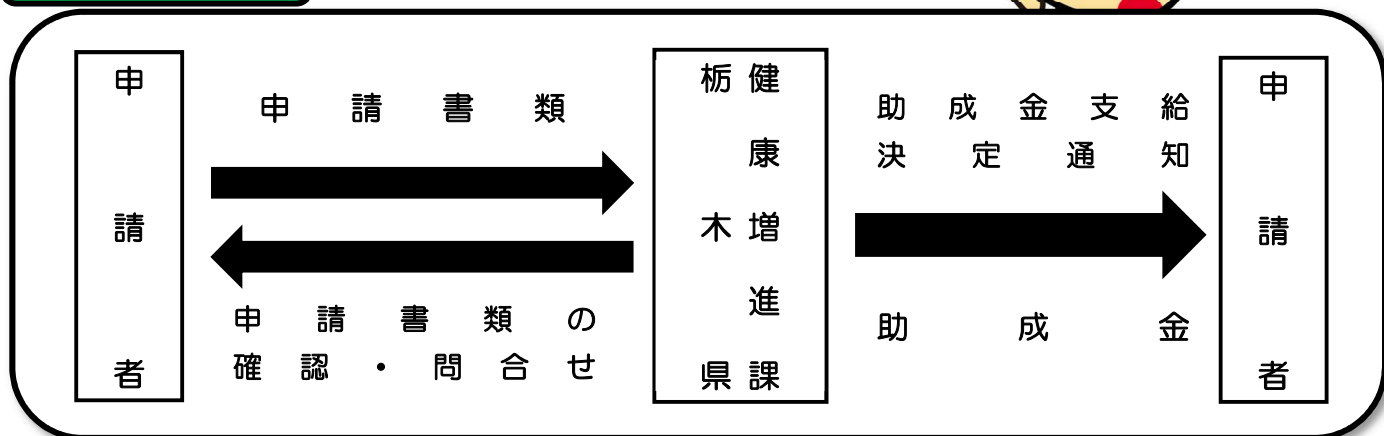 申請者
申請書類
申請書類の
確認・問合せ
栃木県
健康増進課
助成金支給
決定通知
助成金
申請者